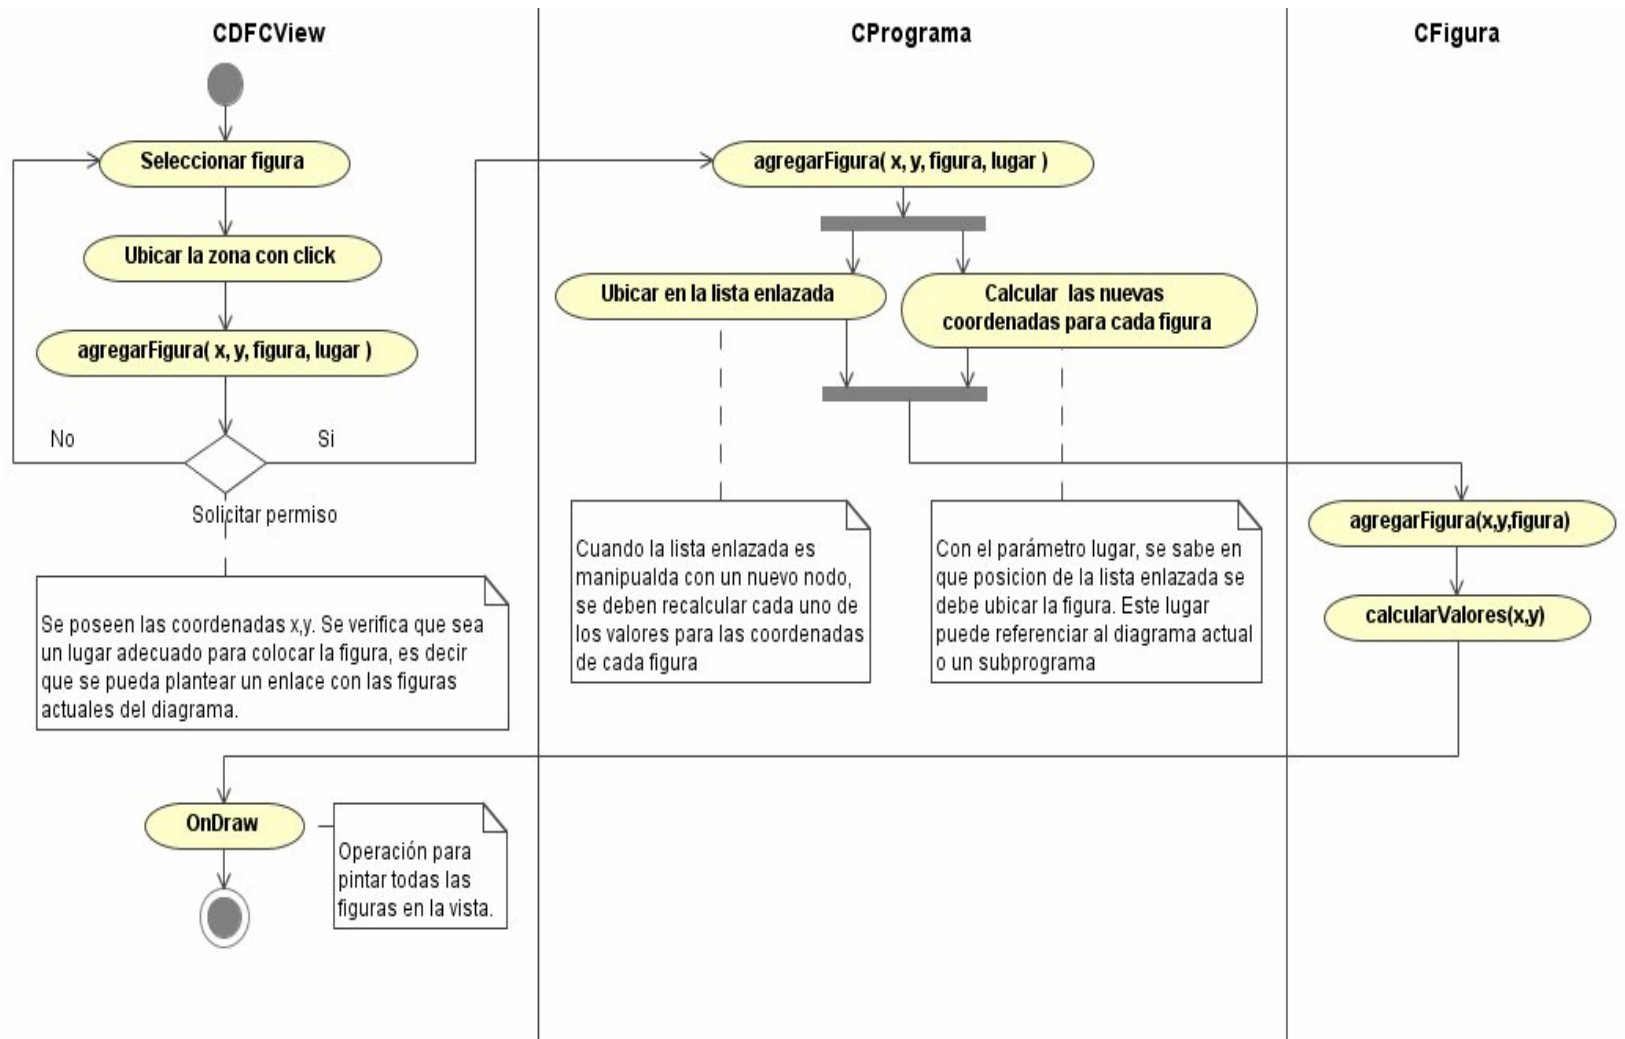 CDFCView
CPrograma
CFigura
Seleccionar figura
Ubicar la zona con click
agregarFigura( x, y, figura, lugar )
No
Si
Solicitar permiso
Se poseen las coordenadas x,y. Se verifica que sea
un lugar adecuado para colocar la figura, es decir
que se pueda plantear un enlace con las figuras
actuales del diagrama.
OnDraw
Operación para
pintar todas las
figuras en la vista.
agregarFigura( x, y, figura, lugar )
Ubicar en la lista enlazada
Calcular las nuevas
coordenadas para cada figura
Cuando la lista enlazada es
manipualda con un nuevo nodo,
se deben recalcular cada uno de
los valores para las coordenadas
de cada figura
Con el parámetro lugar, se sabe en
que posicion de la lista enlazada se
debe ubicar la figura. Este lugar
puede referenciar al diagrama actual
o un subprograma
agregarFigura(x,y,figura)
calcularValores(x,y)